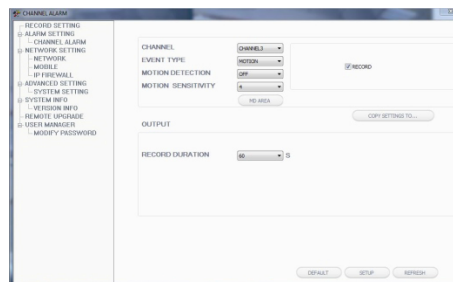 CHANNEL ALARM
RECORD SETTING
ALARM SETTING
CHANNEL ALARM
NETWORK SETTING
NETWORK
MOBILE
IP FIREWALL
ADVANCED SETTING
SYSTEM SETTING
SYSTEM INFO
VERSION INFO
REMOTE UPGRADE
USER MANAGER
MODIFY PASSWORD
CHANNEL CHANNEL3
EVENT TYPE MOTION
MOTION DETECTION OFF
MOTION SENSITIVITY 4
MD AREA
RECORD
COPY SETTINGS TO...
OUTPUT
RECORD DURATION 60 S
DEFAULT SETUP REFRESH